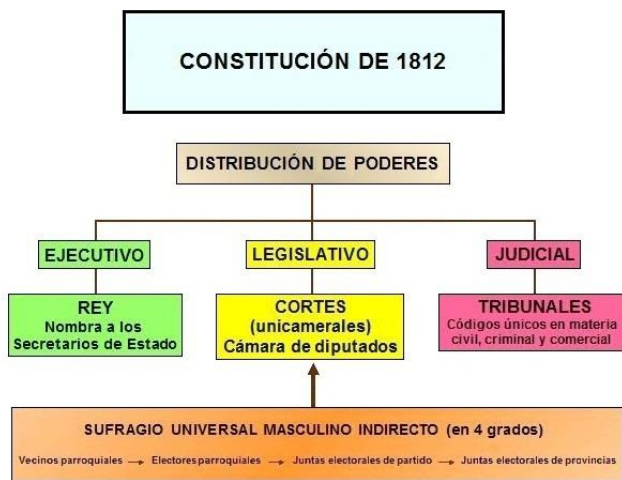 CONSTITUCIÓN DE 1812
DISTRIBUCIÓN DE PODERES
EJECUTIVO
LEGISLATIVO
JUDICIAL
REY
Nombra a los
Secretarios de Estado
CORTES
(unicamerales)
Cámara de diputados
TRIBUNALES
Códigos únicos en materia
civil, criminal y comercial
SUFRAGIO UNIVERSAL MASCULINO INDIRECTO (en 4 grados)
Vecinos parroquiales → Electores parroquiales → Juntas electorales de partido → Juntas electorales de provincias